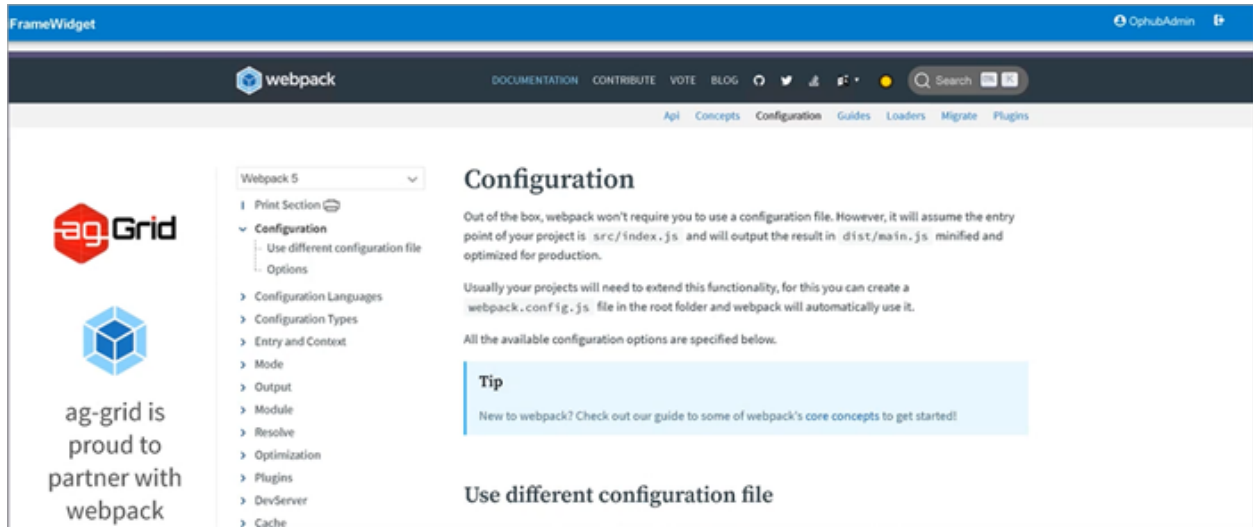 FrameWidget
OphubAdmin
webpack
DOCUMENTATION CONTRIBUTE VOTE BLOG
Search K
Api Concepts Configuration Guides Loaders Migrate Plugins
ag-Grid
ag-grid is
proud to
partner with
webpack
Webpack 5
Print Section
Configuration
Use different configuration file
Options
Configuration Languages
Configuration Types
Entry and Context
Mode
Output
Module
Resolve
Optimization
Plugins
DevServer
Cache
Configuration
Out of the box, webpack won't require you to use a configuration file. However, it will assume the entry
point of your project is src/index.js and will output the result in dist/main.js minified and
optimized for production.
Usually your projects will need to extend this functionality, for this you can create a
webpack.config.js file in the root folder and webpack will automatically use it.
All the available configuration options are specified below.
Tip
New to webpack? Check out our guide to some of webpack's core concepts to get started!
Use different configuration file